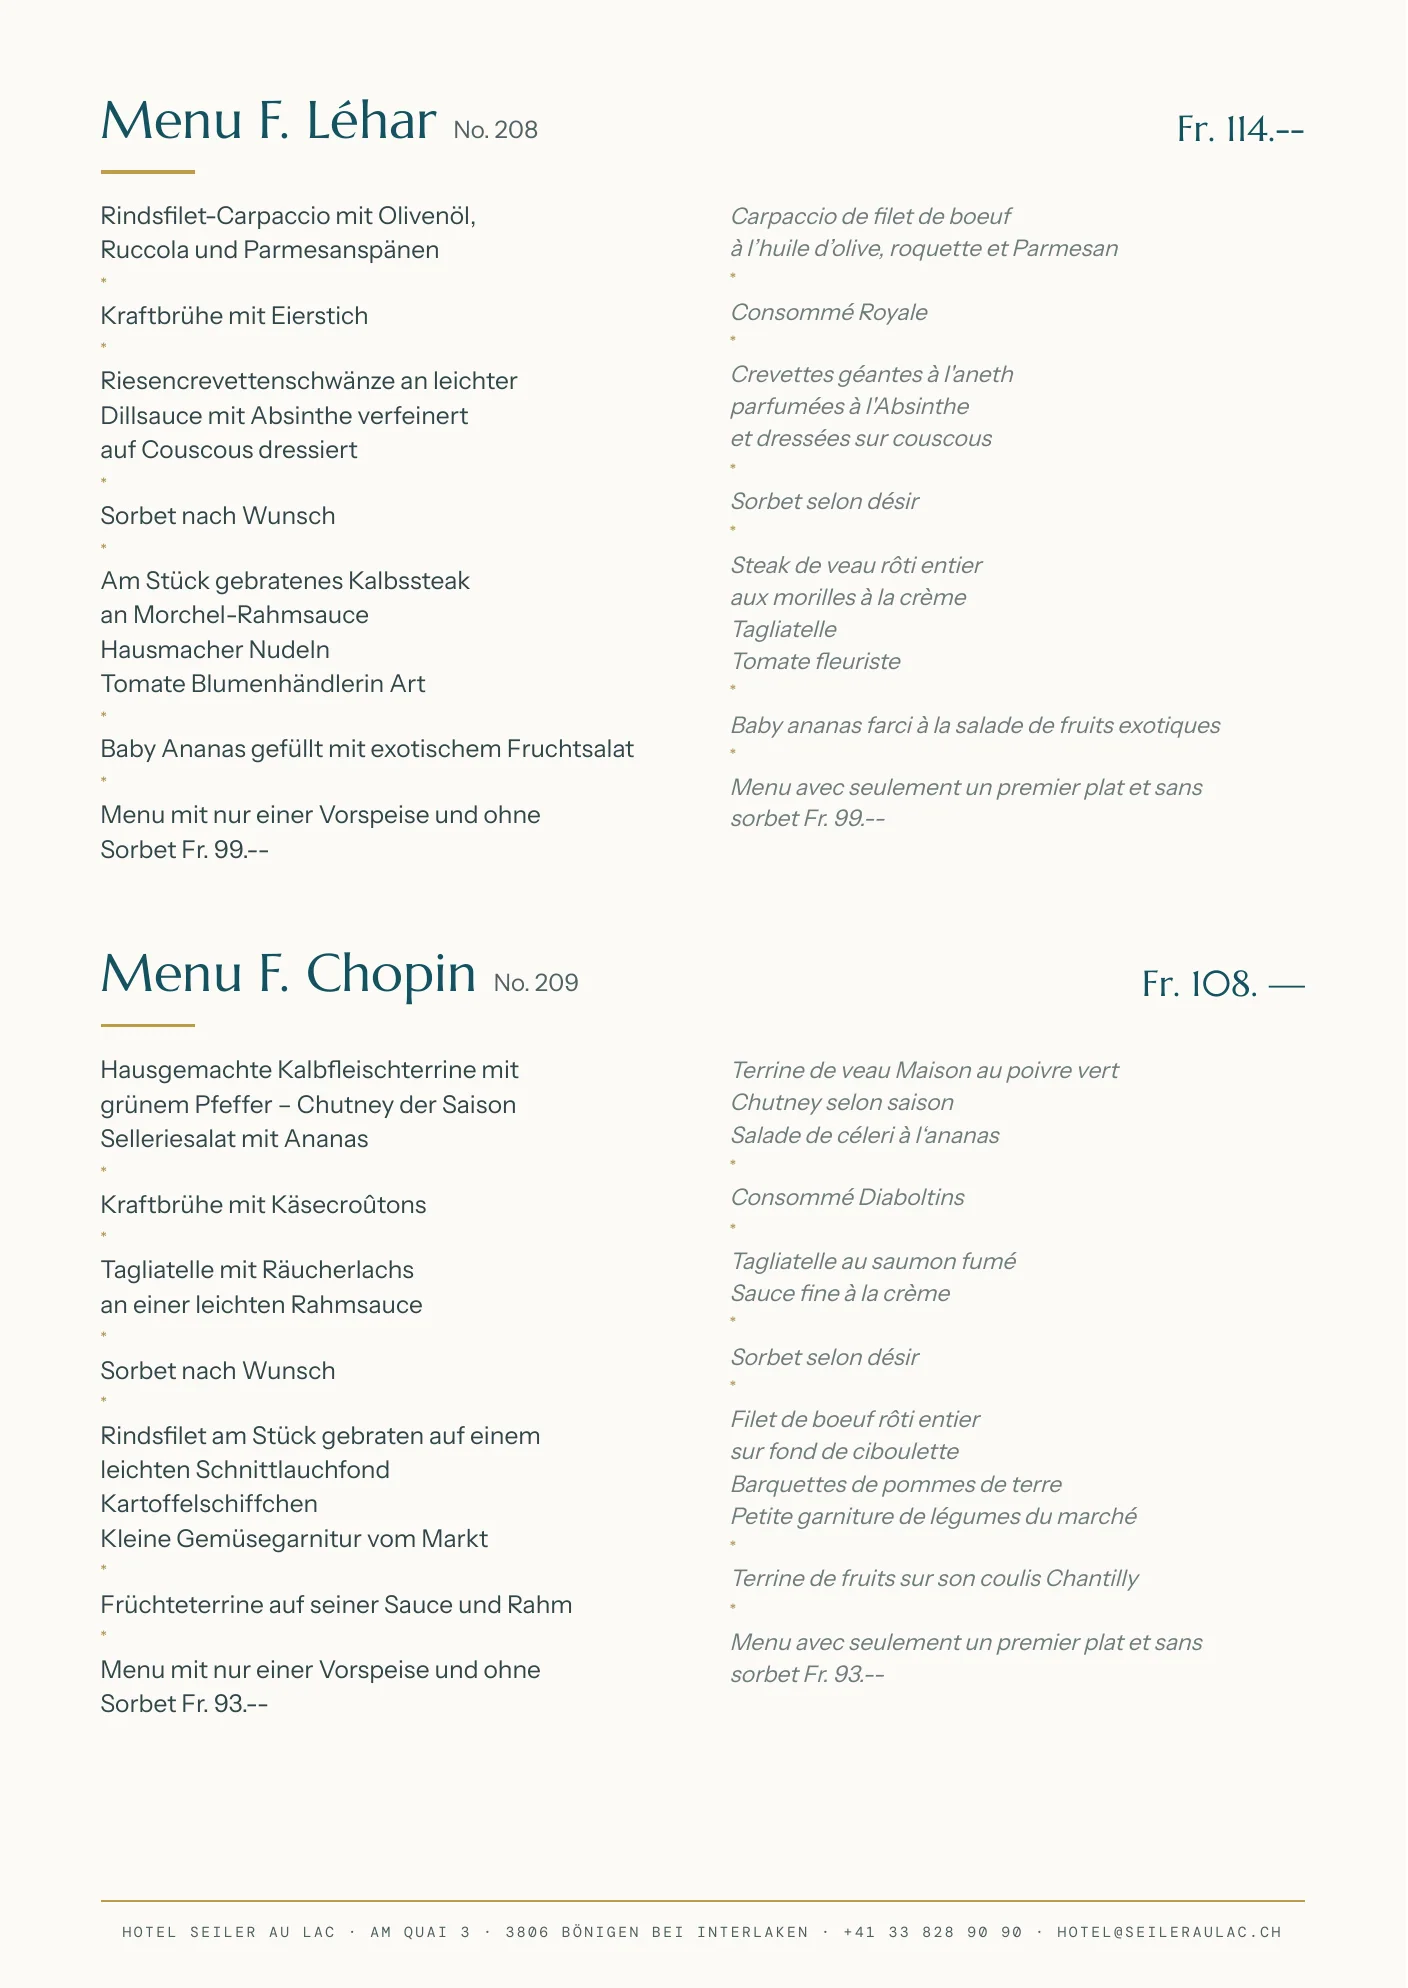 Menu F. Léhar No. 208
Fr. 114.--
Rindsfilet-Carpaccio mit Olivenöl,
Ruccola und Parmesanspänen
*
Kraftbrühe mit Eierstich
*
Riesencrevettenschwänze an leichter
Dillsauce mit Absinthe verfeinert
auf Couscous dressiert
*
Sorbet nach Wunsch
*
Am Stück gebratenes Kalbssteak
an Morchel-Rahmsauce
Hausmacher Nudeln
Tomate Blumenhändlerin Art
*
Baby Ananas gefüllt mit exotischem Fruchtsalat
*
Menu mit nur einer Vorspeise und ohne
Sorbet Fr. 99.--
Carpaccio de filet de boeuf
à l’huile d’olive, roquette et Parmesan
*
Consommé Royale
*
Crevettes géantes à l'aneth
parfumées à l'Absinthe
et dressées sur couscous
*
Sorbet selon désir
*
Steak de veau rôti entier
aux morilles à la crème
Tagliatelle
Tomate fleuriste
*
Baby ananas farci à la salade de fruits exotiques
*
Menu avec seulement un premier plat et sans
sorbet Fr. 99.--
Menu F. Chopin No. 209
Fr. 108. —
Hausgemachte Kalbfleischterrine mit
grünem Pfeffer – Chutney der Saison
Selleriesalat mit Ananas
*
Kraftbrühe mit Käsecroûtons
*
Tagliatelle mit Räucherlachs
an einer leichten Rahmsauce
*
Sorbet nach Wunsch
*
Rindsfilet am Stück gebraten auf einem
leichten Schnittlauchfond
Kartoffelschiffchen
Kleine Gemüsegarnitur vom Markt
*
Früchteterrine auf seiner Sauce und Rahm
*
Menu mit nur einer Vorspeise und ohne
Sorbet Fr. 93.--
Terrine de veau Maison au poivre vert
Chutney selon saison
Salade de céleri à l‘ananas
*
Consommé Diaboltins
*
Tagliatelle au saumon fumé
Sauce fine à la crème
*
Sorbet selon désir
*
Filet de boeuf rôti entier
sur fond de ciboulette
Barquettes de pommes de terre
Petite garniture de légumes du marché
*
Terrine de fruits sur son coulis Chantilly
*
Menu avec seulement un premier plat et sans
sorbet Fr. 93.--
HOTEL SEILER AU LAC · AM QUAI 3 · 3806 BÖNIGEN BEI INTERLAKEN · +41 33 828 90 90 · HOTEL@SEILERAULAC.CH